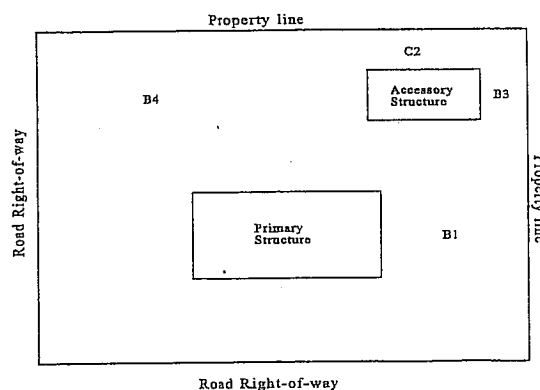 Property line
C2
Accessory
Structure
B3
B4
Road Right-of-way
Property line
Primary
Structure
B1
Road Right-of-way